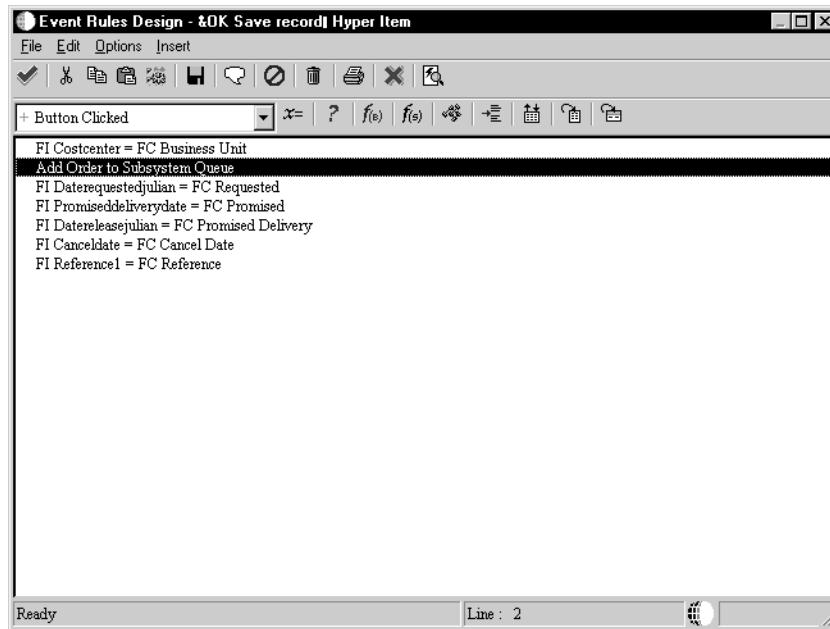 Event Rules Design - &OK Save record| Hyper Item
File Edit Options Insert
+ Button Clicked
x= ? f(B) f(s)
FI Costcenter = FC Business Unit
Add Order to Subsystem Queue
FI Daterequestedjulian = FC Requested
FI Promiseddeliverydate = FC Promised
FI Datereleasejulian = FC Promised Delivery
FI Canceldate = FC Cancel Date
FI Reference1 = FC Reference
Ready Line : 2